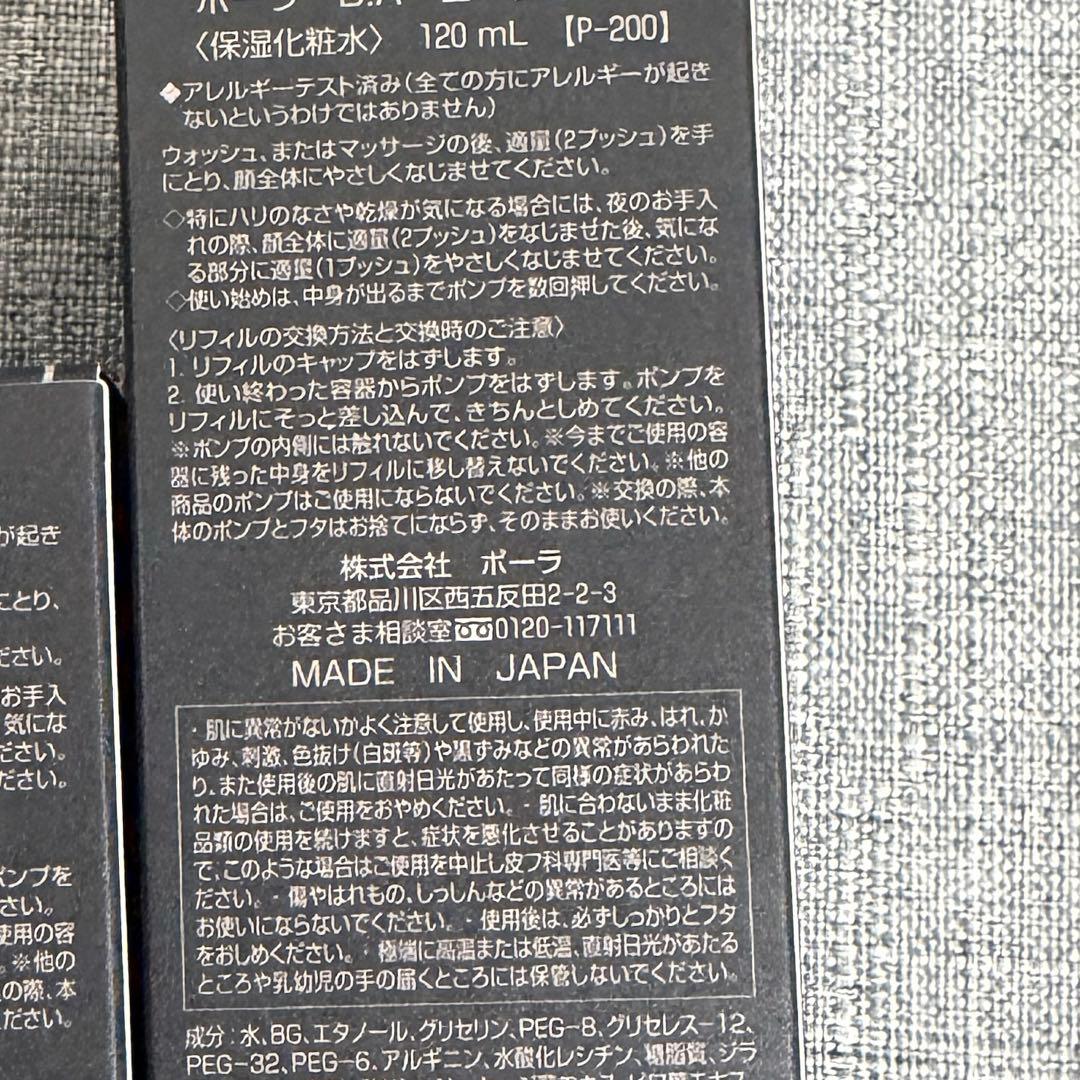 ポーラ B.A
〈保湿化粧水〉 120 mL 【P-200】
◆アレルギーテスト済み(全ての方にアレルギーが起き
ないというわけではありません)
ウォッシュ、またはマッサージの後、適量(2プッシュ)を手
にとり、顔全体にやさしくなじませてください。
◇特にハリのなさや乾燥が気になる場合には、夜のお手入
れの際、顔全体に適量(2プッシュ)をなじませた後、気にな
る部分に適量(1プッシュ)をやさしくなじませてください。
◇使い始めは、中身が出るまでポンプを数回押してください。
〈リフィルの交換方法と交換時のご注意〉
1. リフィルのキャップをはずします。
2. 使い終わった容器からポンプをはずします。ポンプを
リフィルにそっと差し込んで、きちんとしめてください。
※ポンプの内側には触れないでください。※今までご使用の容
器に残った中身をリフィルに移し替えないでください。※他の
商品のポンプはご使用にならないでください。※交換の際、本
体のポンプとフタはお捨てにならず、そのままお使いください。
株式会社 ポーラ
東京都品川区西五反田2-2-3
お客さま相談室 0120-117111
MADE IN JAPAN
・肌に異常がないかよく注意して使用し、使用中に赤み、はれ、か
ゆみ、刺激、色抜け(白斑等)や黒ずみなどの異常があらわれた
り、また使用後の肌に直射日光があたって同様の症状があらわ
れた場合は、ご使用をおやめください。・肌に合わないまま化粧
品類の使用を続けますと、症状を悪化させることがありますの
で、このような場合はご使用を中止し皮フ科専門医等にご相談く
ださい。・傷やはれもの、しっしんなどの異常があるところには
お使いにならないでください。・使用後は、必ずしっかりとフタ
をおしめください。・極端に高温または低温、直射日光があたる
ところや乳幼児の手の届くところには保管しないでください。
成分:水、BG、エタノール、グリセリン、PEG-8、グリセレス-12、
PEG-32、PEG-6、アルギニン、水酸化レシチン、糖脂質、ジラ
が起き
ことり、
ださい。
お手入
気にな
ださい。
ださい。
ポンプを
さい。
使用の容
。※他の
の際、本
ださい。